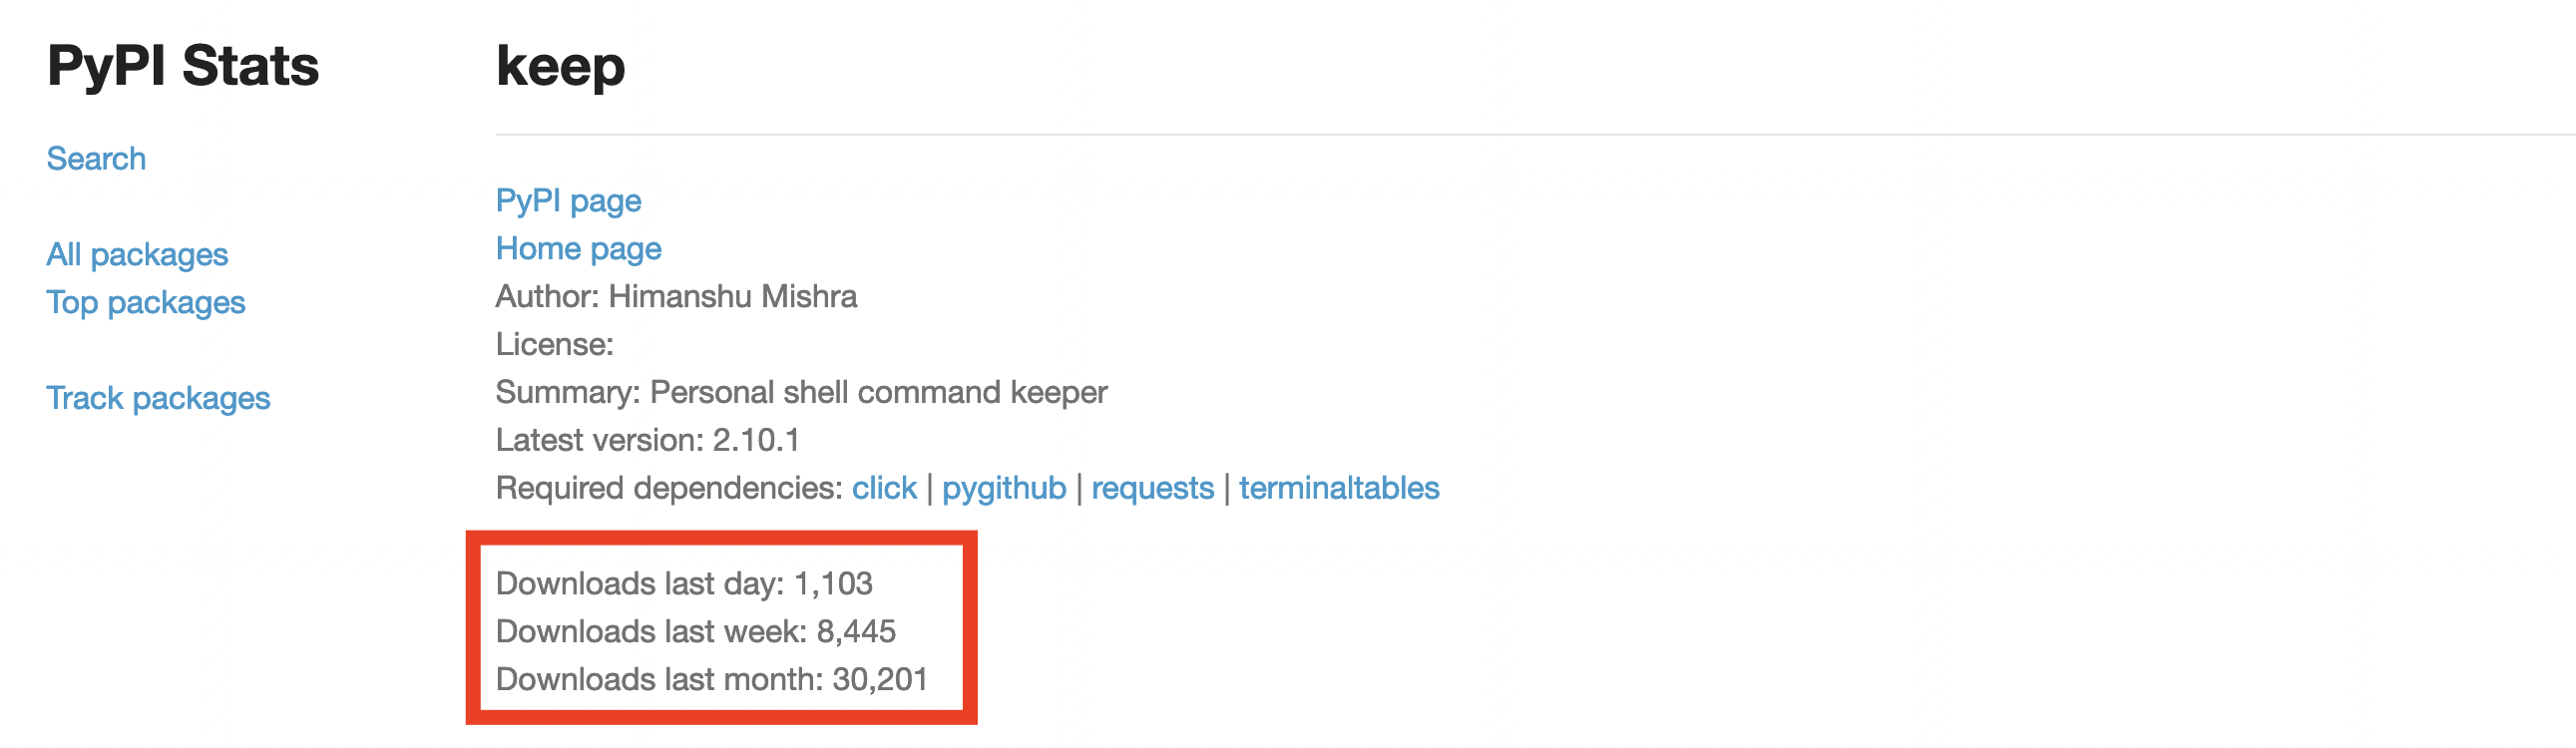 PyPI Stats
Search
All packages
Top packages
Track packages
keep
PyPI page
Home page
Author: Himanshu Mishra
License:
Summary: Personal shell command keeper
Latest version: 2.10.1
Required dependencies: click | pygithub | requests | terminaltables
Downloads last day: 1,103
Downloads last week: 8,445
Downloads last month: 30,201